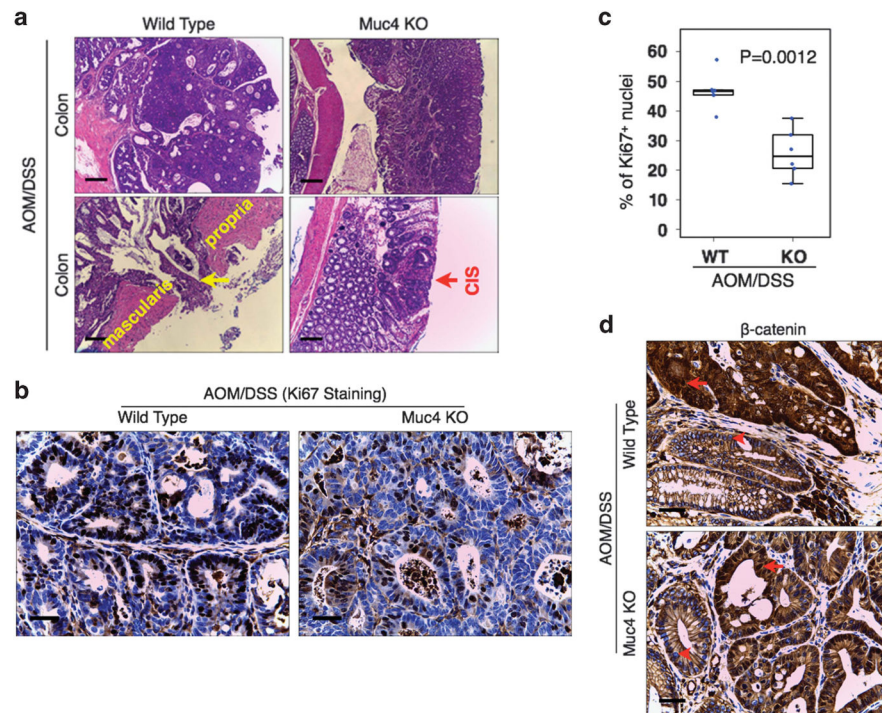 a
Wild Type
Muc4 KO
AOM/DSS
Colon
Colon
mascularis
propria
CIS
b
AOM/DSS (Ki67 Staining)
Wild Type
Muc4 KO
c
% of Ki67⁺ nuclei
60
50
40
30
20
10
0
P=0.0012
WT
KO
AOM/DSS
d
β-catenin
AOM/DSS
Wild Type
Muc4 KO